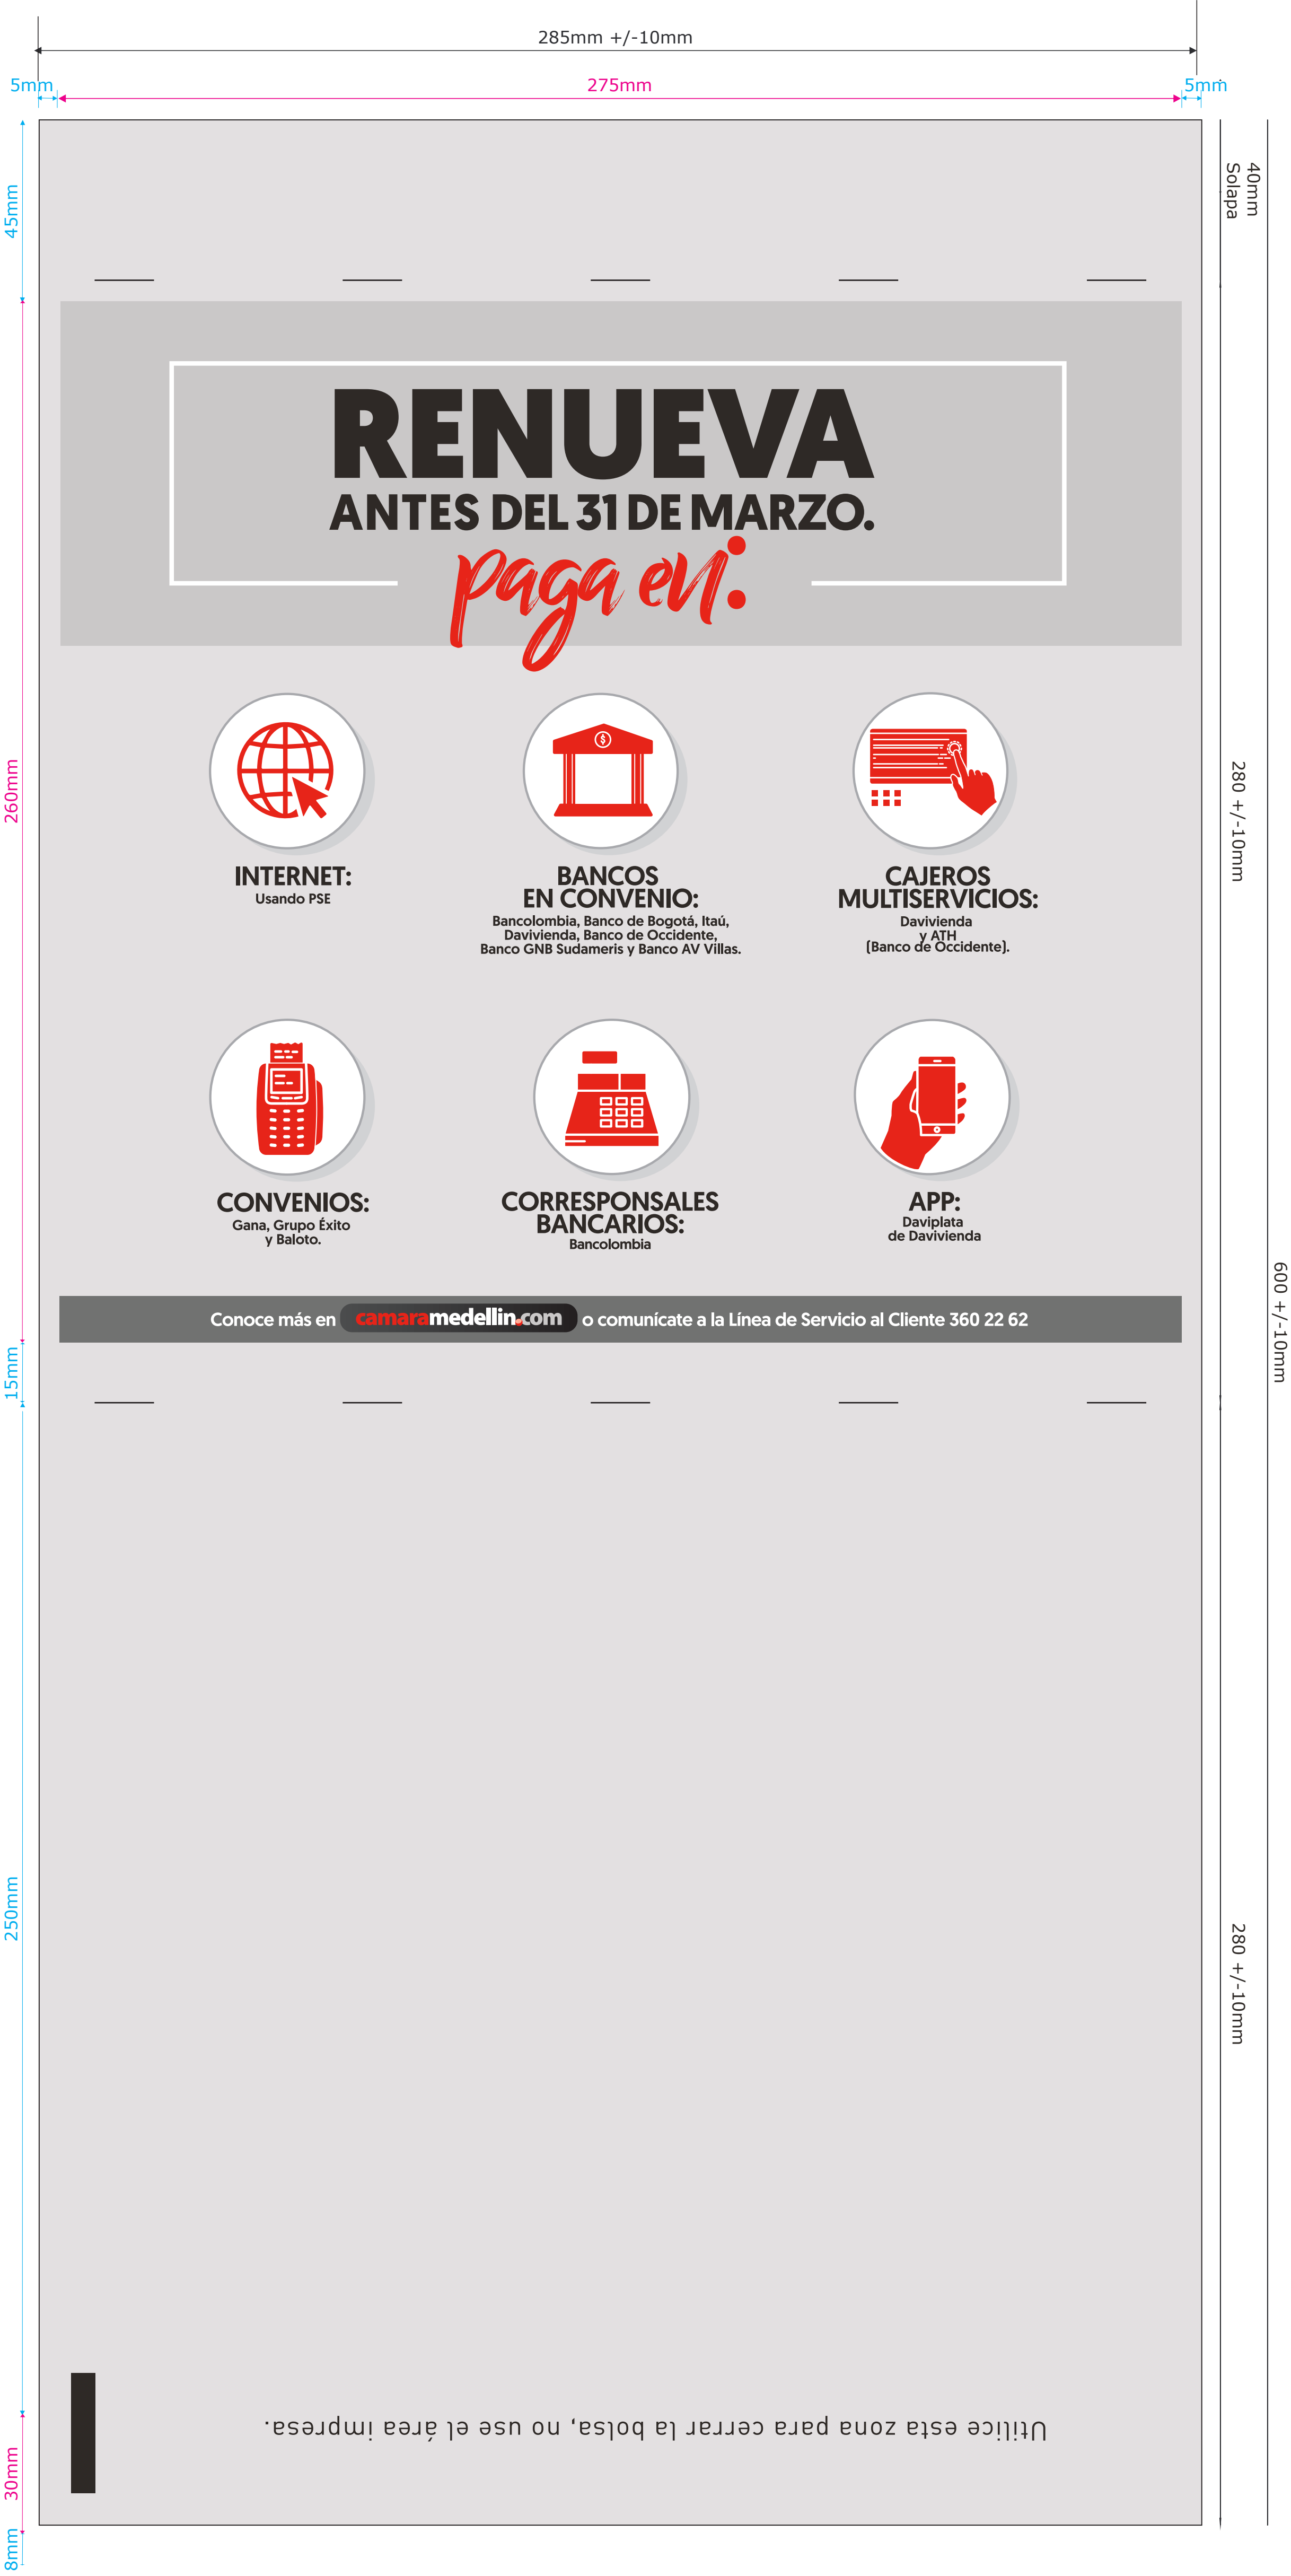 285mm +/-10mm
5mm
275mm
5mm
45mm
40mm
Solapa
RENUEVA
ANTES DEL 31 DE MARZO.
paga en:
260mm
280 +/-10mm
INTERNET:
Usando PSE
BANCOS
EN CONVENIO:
Bancolombia, Banco de Bogotá, Itaú,
Davivienda, Banco de Occidente,
Banco GNB Sudameris y Banco AV Villas.
CAJEROS
MULTISERVICIOS:
Davivienda
y ATH
(Banco de Occidente).
CONVENIOS:
Gana, Grupo Éxito
y Baloto.
CORRESPONSALES
BANCARIOS:
Bancolombia
APP:
Daviplata
de Davivienda
600 +/-10mm
Conoce más en camaramedellin.com o comunícate a la Línea de Servicio al Cliente 360 22 62
15mm
250mm
280 +/-10mm
Utilice esta zona para cerrar la bolsa, no use el área impresa.
30mm
8mm